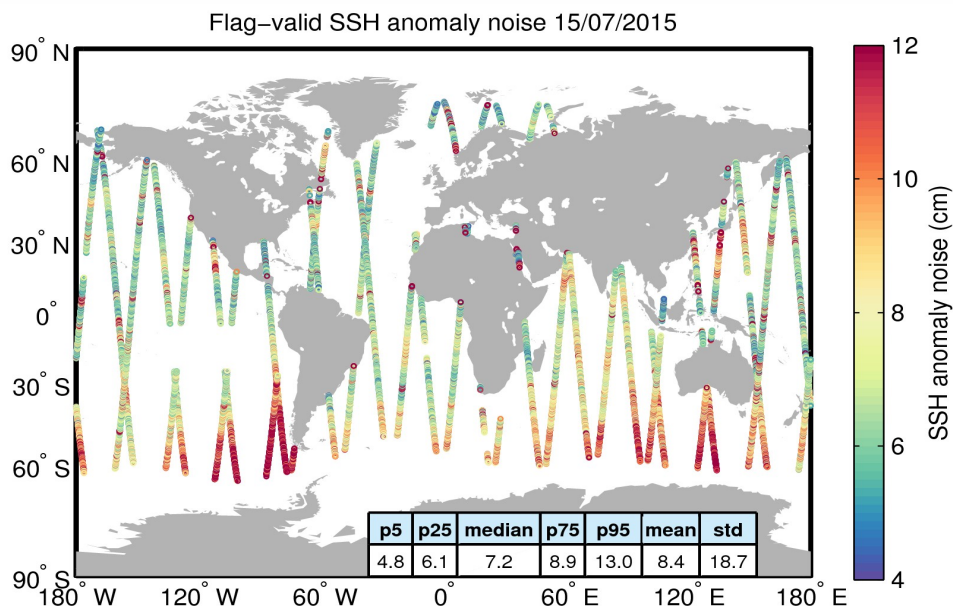 Flag−valid SSH anomaly noise 15/07/2015
90° N
60° N
30° N
0°
30° S
60° S
90° S
180° W 120° W 60° W 0° 60° E 120° E 180° E
p5 p25 median p75 p95 mean std
4.8 6.1 7.2 8.9 13.0 8.4 18.7
12
10
8
6
4
SSH anomaly noise (cm)